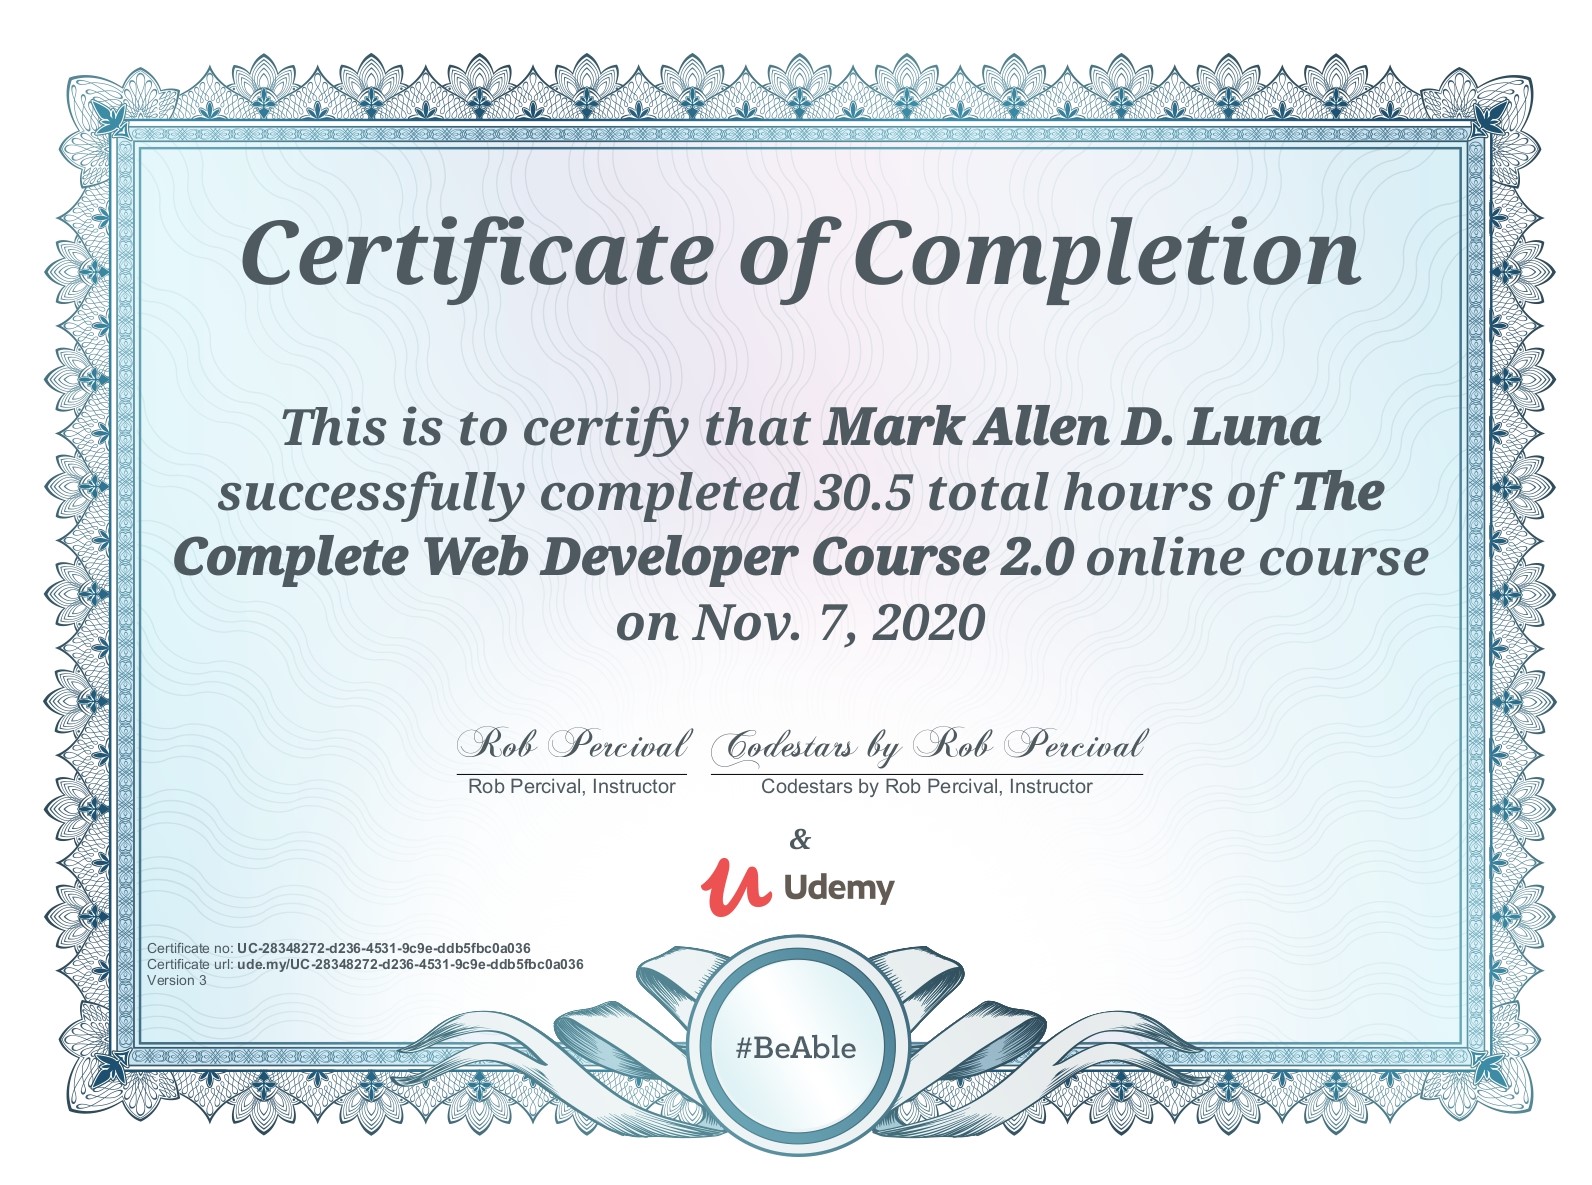 Certificate of Completion
This is to certify that Mark Allen D. Luna
successfully completed 30.5 total hours of The
Complete Web Developer Course 2.0 online course
on Nov. 7, 2020
Rob Percival Codestars by Rob Percival
Rob Percival, Instructor Codestars by Rob Percival, Instructor
&
Udemy
Certificate no: UC-28348272-d236-4531-9c9e-ddb5fbc0a036
Certificate url: ude.my/UC-28348272-d236-4531-9c9e-ddb5fbc0a036
Version 3
#BeAble